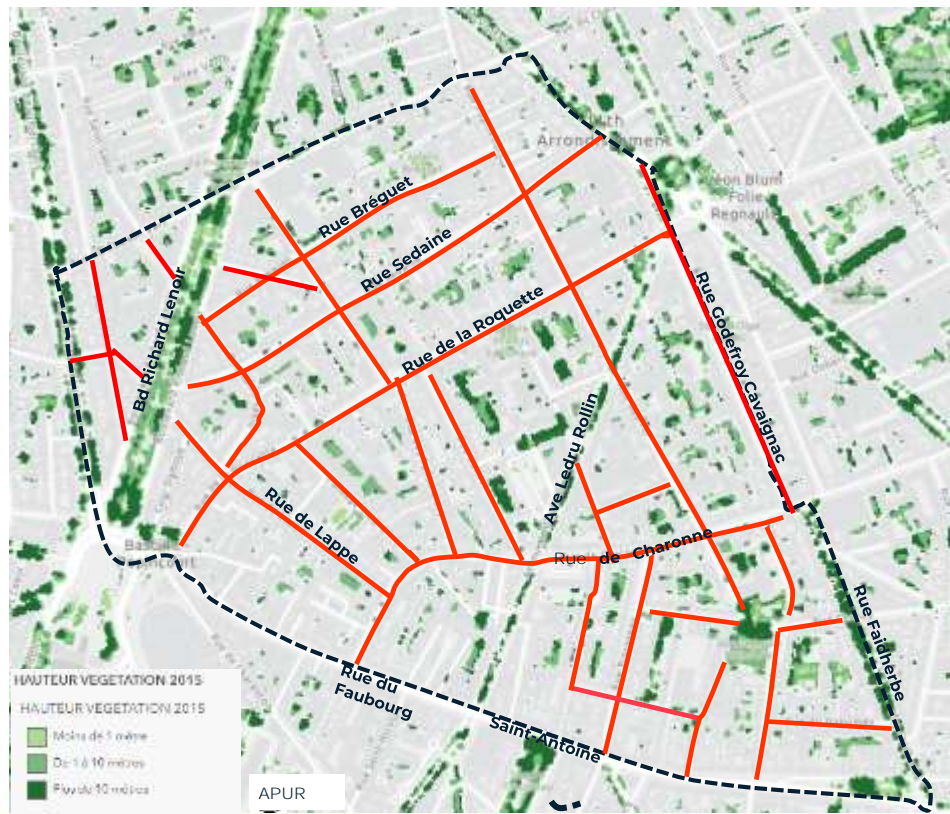 11th
Arrondissement
Léon Blum
Folie
Regnault
Rue Bréguet
Rue Sedaine
Rue de la Roquette
Bd Richard Lenoir
Rue Godefroy Cavaignac
Ave Ledru Rollin
Rue de Lappe
Rue de Charonne
Rue Faidherbe
Rue du
Faubourg
Saint-Antoine
HAUTEUR VEGETATION 2015
HAUTEUR VEGETATION 2015
Moins de 1 mètre
De 1 à 10 mètres
Plus de 10 mètres
APUR